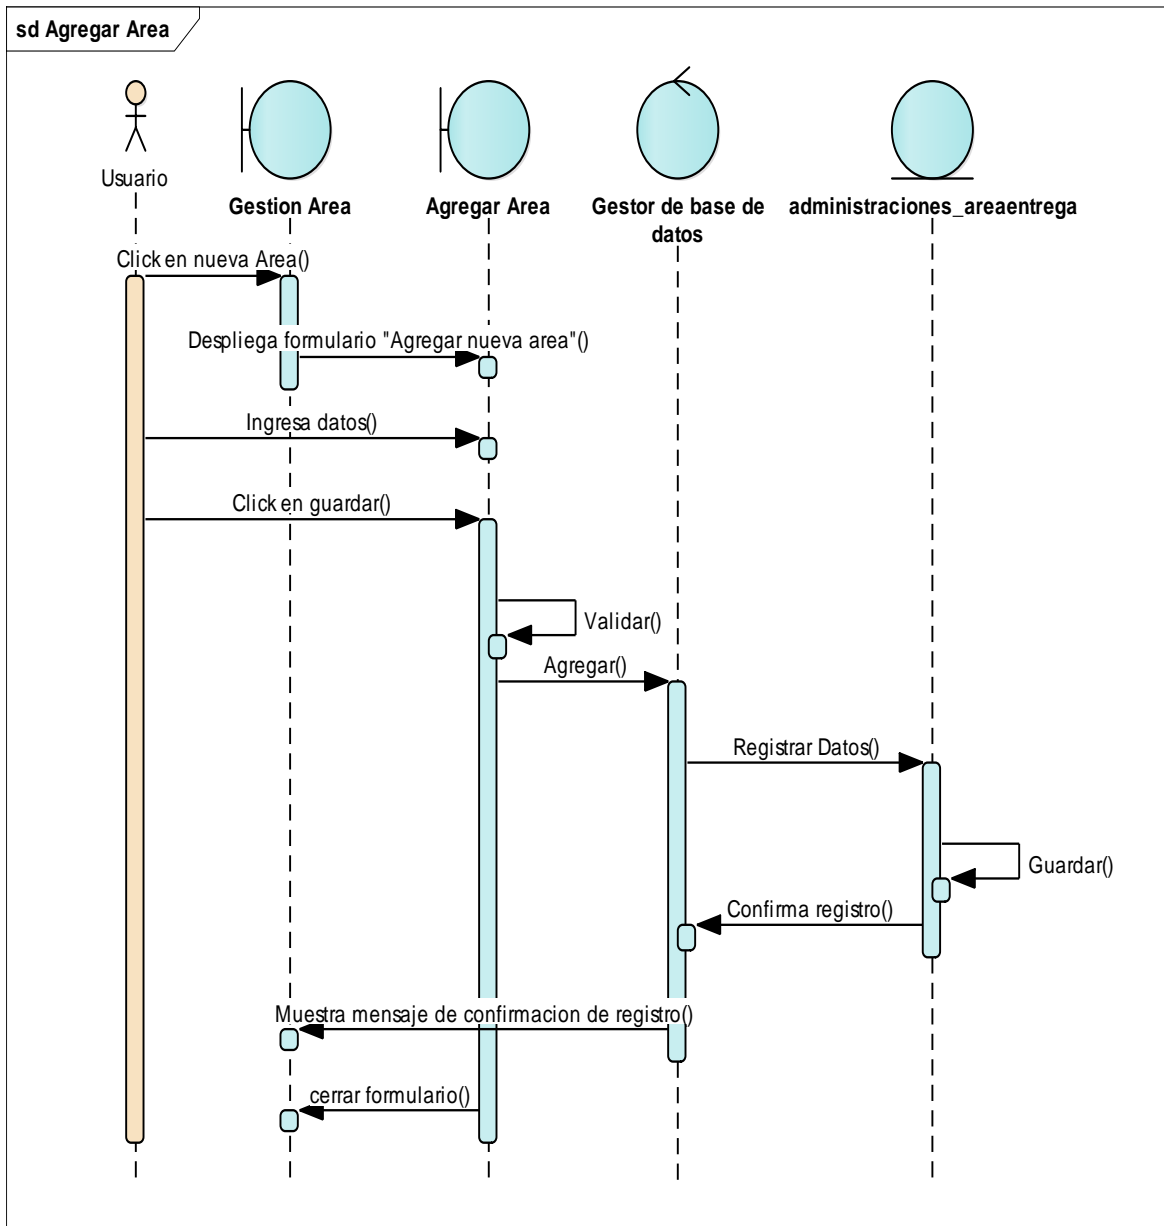 sd Agregar Area
Usuario
Gestion Area
Agregar Area
Gestor de base de
datos
administraciones_areaentrega
Click en nueva Area()
Despliega formulario "Agregar nueva area"()
Ingresa datos()
Click en guardar()
Validar()
Agregar()
Registrar Datos()
Guardar()
Confirma registro()
Muestra mensaje de confirmacion de registro()
cerrar formulario()